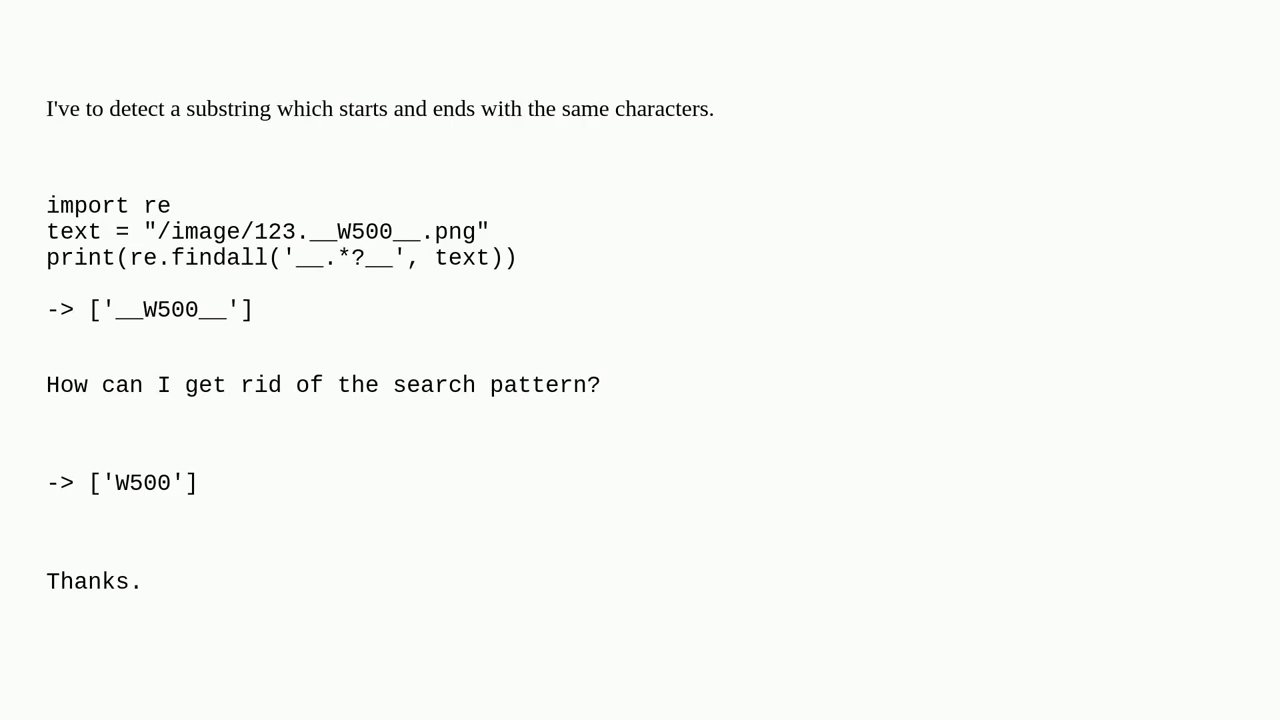 I've to detect a substring which starts and ends with the same characters.
import re
text = "/image/123.__W500__.png"
print(re.findall('__.*?__', text))
-> ['__W500__']
How can I get rid of the search pattern?
-> ['W500']
Thanks.